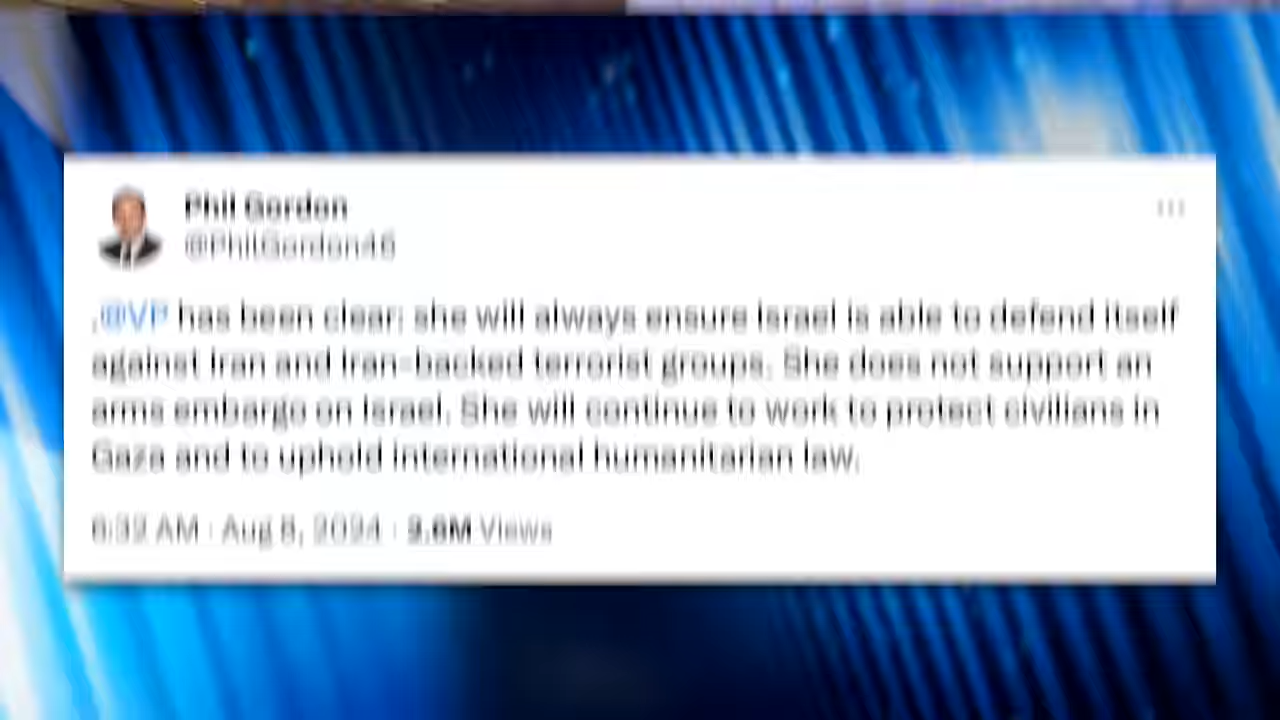 Phil Gordon
@PhilGordon46
.@VP has been clear: she will always ensure Israel is able to defend itself
against Iran and Iran-backed terrorist groups. She does not support an
arms embargo on Israel. She will continue to work to protect civilians in
Gaza and to uphold international humanitarian law.
6:32 AM · Aug 8, 2024 · Views